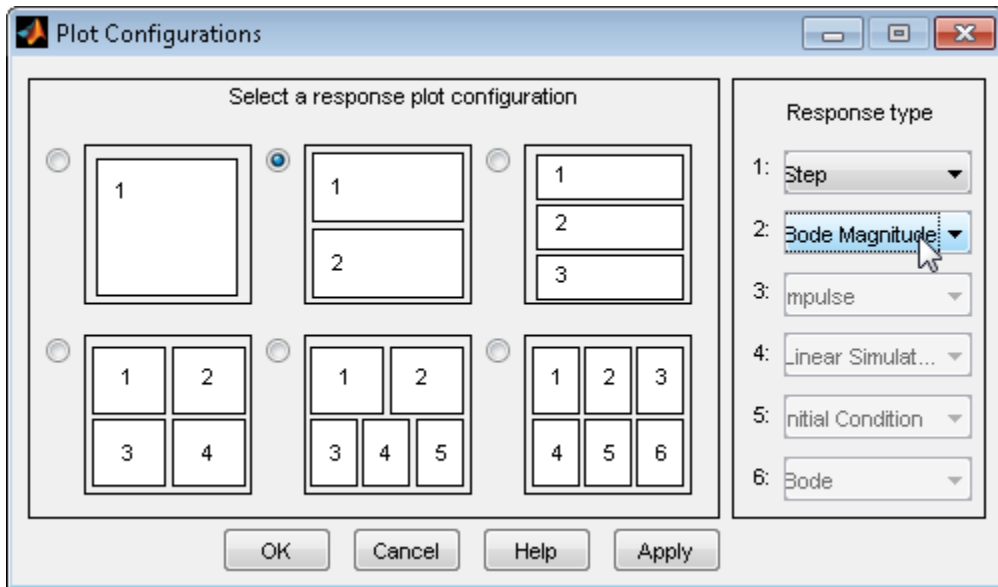 Plot Configurations
Select a response plot configuration
1
1
2
1
2
3
1 2
3 4
1 2
3 4 5
1 2 3
4 5 6
Response type
1: Step
2: Bode Magnitude
3: mpulse
4: Linear Simulat...
5: nitial Condition
6: Bode
OK Cancel Help Apply